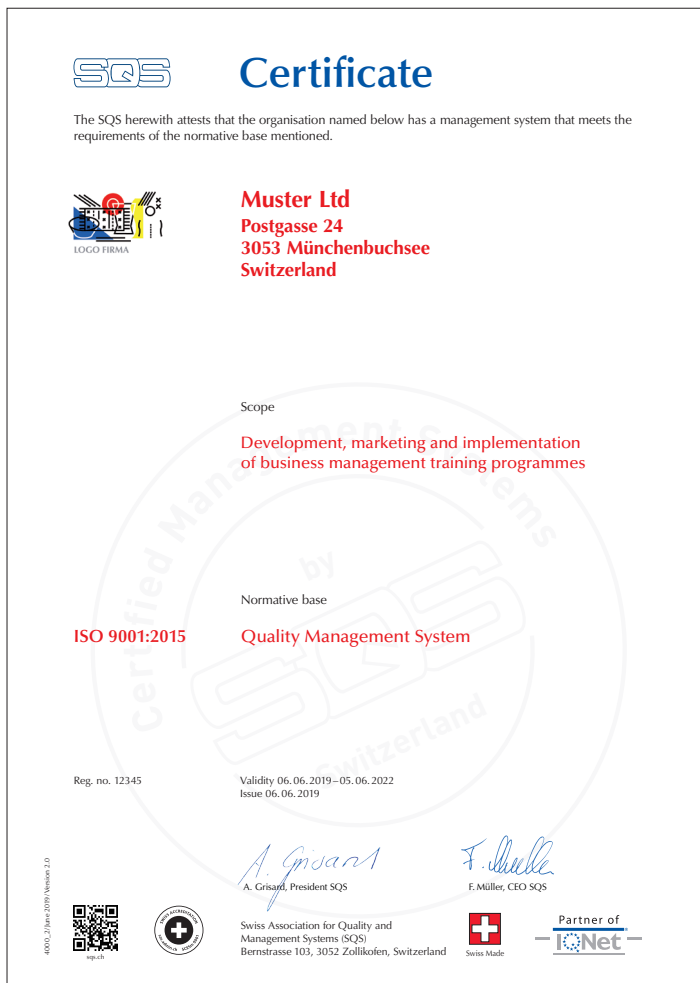 SQS
Certificate
The SQS herewith attests that the organisation named below has a management system that meets the
requirements of the normative base mentioned.
LOGO FIRMA
Muster Ltd
Postgasse 24
3053 Münchenbuchsee
Switzerland
Scope
Development, marketing and implementation
of business management training programmes
Certified Management Systems
by
SQS
Switzerland
Normative base
ISO 9001:2015 Quality Management System
Reg. no. 12345
Validity 06.06.2019–05.06.2022
Issue 06.06.2019
A. Grisard
F. Müller
A. Grisard, President SQS
F. Müller, CEO SQS
4000_2/June 2019/Version 2.0
sqs.ch
SWISS ACCREDITATION
Swiss Association for Quality and
Management Systems (SQS)
Bernstrasse 103, 3052 Zollikofen, Switzerland
Swiss Made
Partner of
IQNet